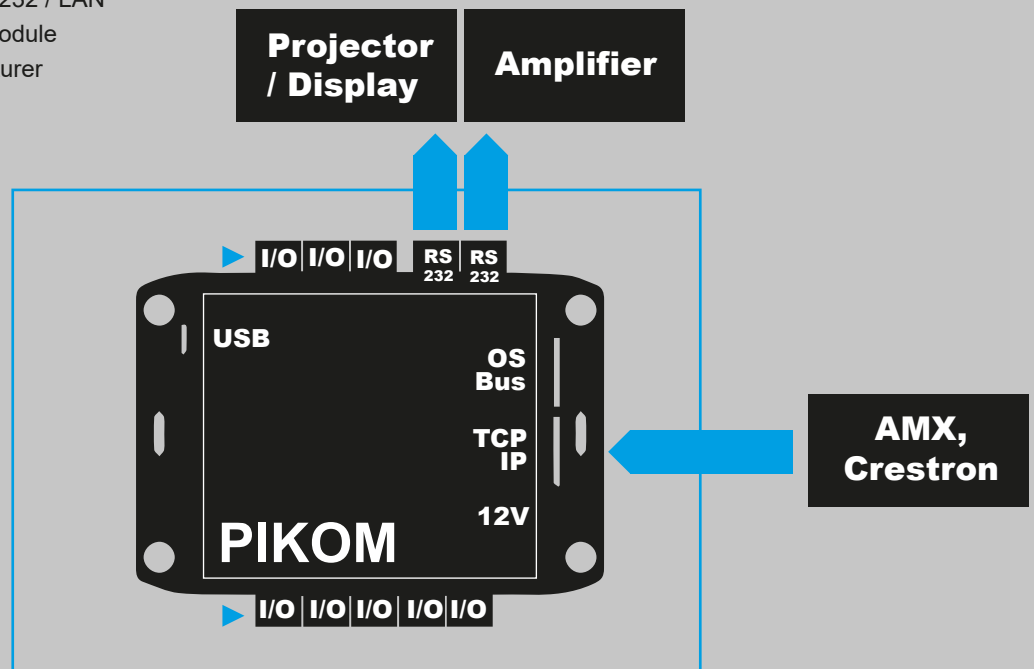 232 / LAN
odule
urer
Projector
/ Display
Amplifier
I/O I/O I/O
RS
232
RS
232
USB
OS
Bus
TCP
IP
12V
PIKOM
AMX,
Crestron
I/O I/O I/O I/O I/O